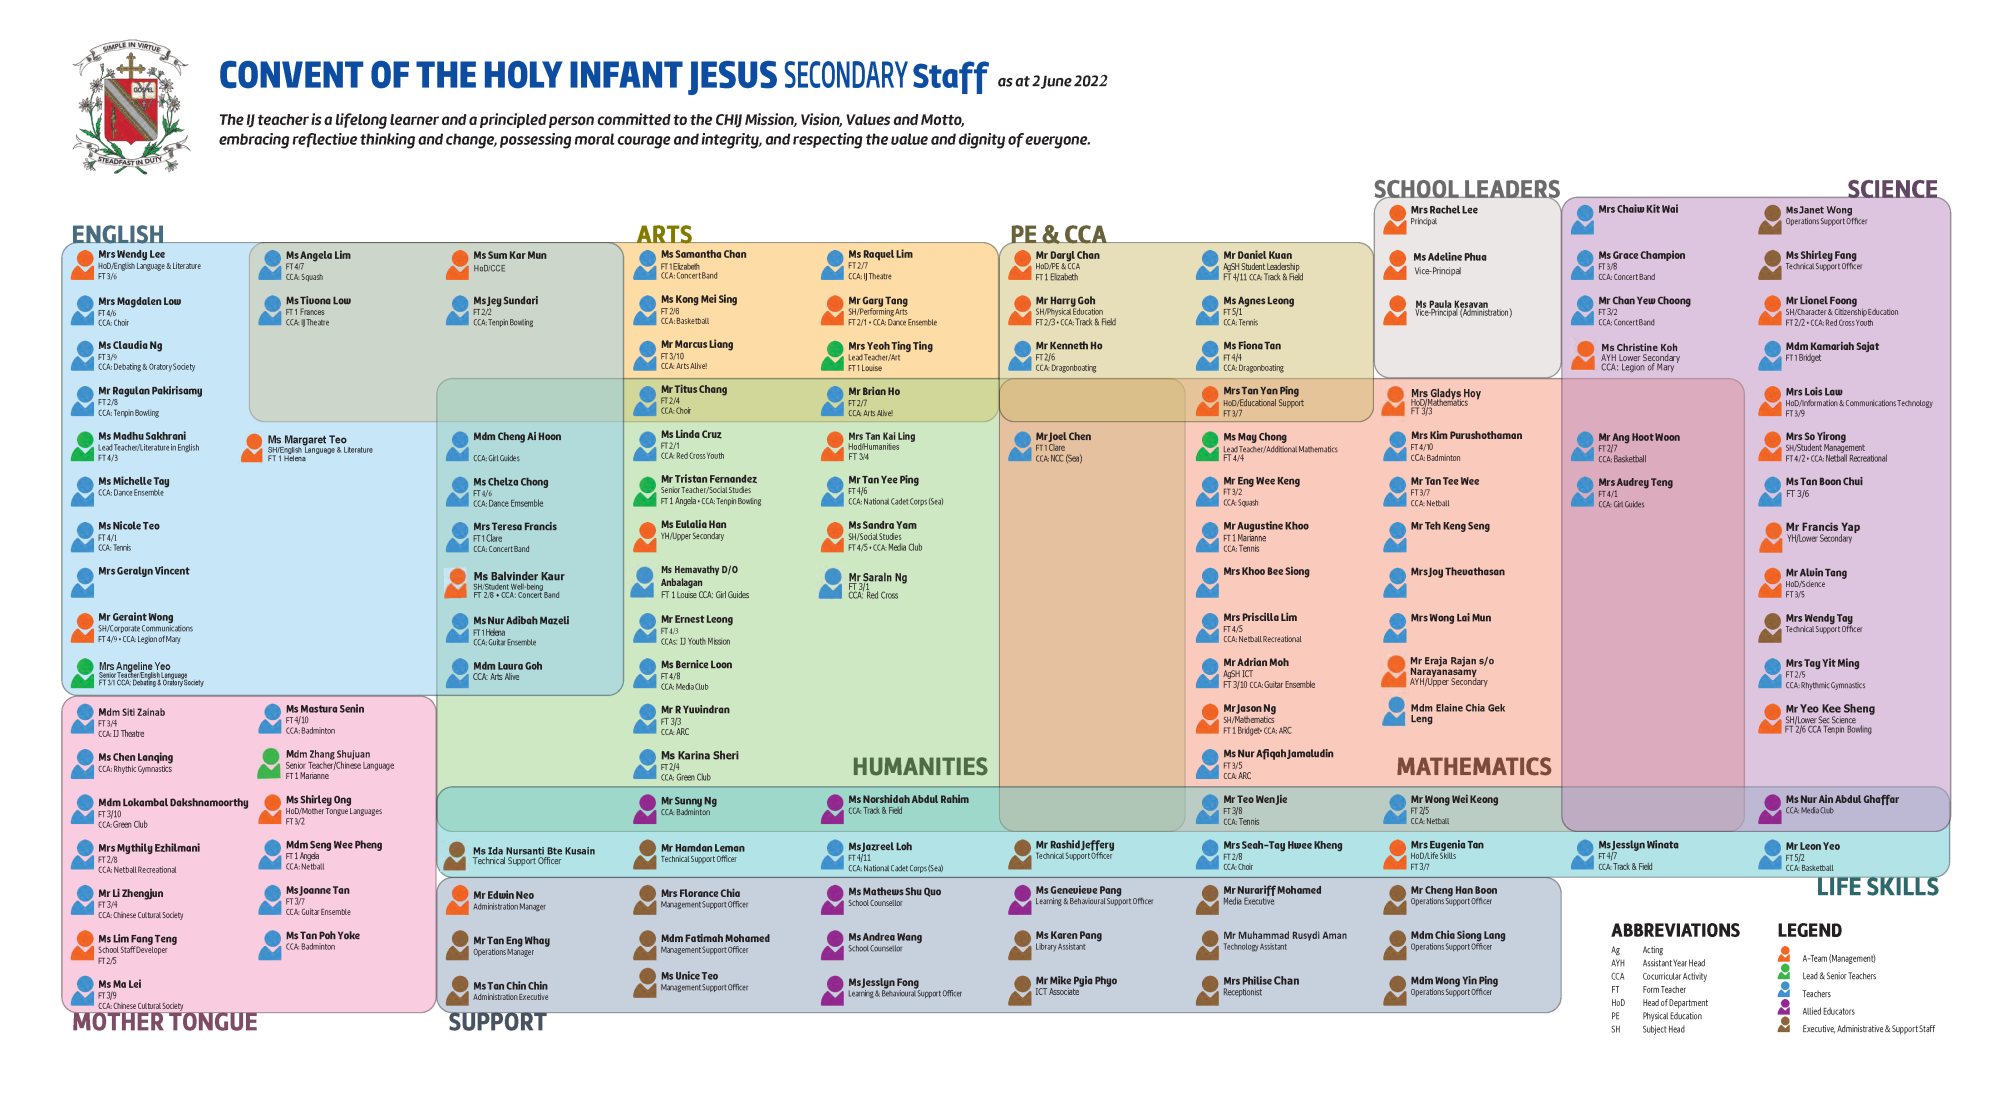 SIMPLE IN VIRTUE
GOSPEL
STEADFAST IN DUTY
CONVENT OF THE HOLY INFANT JESUS SECONDARY Staff as at 2 June 2022
The IJ teacher is a lifelong learner and a principled person committed to the CHIJ Mission, Vision, Values and Motto,
embracing reflective thinking and change, possessing moral courage and integrity, and respecting the value and dignity of everyone.
ENGLISH
Mrs Wendy Lee
HoD/English Language & Literature
FT 3/6
Mrs Magdalen Low
FT 4/6
CCA: Choir
Ms Claudia Ng
FT 3/9
CCA: Debating & Oratory Society
Mr Ragulan Pakirisamy
FT 2/8
CCA: Tenpin Bowling
Ms Madhu Sakhrani
Lead Teacher/Literature in English
FT 4/3
Ms Michelle Tay
CCA: Dance Ensemble
Ms Nicole Teo
FT 4/1
CCA: Tennis
Mrs Geralyn Vincent
Mr Geraint Wong
SH/Corporate Communications
FT 4/9 • CCA: Legion of Mary
Mrs Angeline Yeo
Senior Teacher/English Language
FT 3/1 CCA: Debating & Oratory Society
Ms Angela Lim
FT 4/7
CCA: Squash
Ms Tivona Low
FT 1 Frances
CCA: IJ Theatre
Ms Margaret Teo
SH/English Language & Literature
FT 1 Helena
Ms Sum Kar Mun
HoD/CCE
Ms Jey Sundari
FT 2/2
CCA: Tenpin Bowling
Mdm Cheng Ai Hoon
CCA: Girl Guides
Ms Chelza Chong
FT 4/6
CCA: Dance Emsemble
Mrs Teresa Francis
FT 1 Clare
CCA: Concert Band
Ms Balvinder Kaur
SH/Student Well-being
FT 2/8 • CCA: Concert Band
Ms Nur Adibah Mazeli
FT 1 Helena
CCA: Guitar Ensemble
Mdm Laura Goh
CCA: Arts Alive
ARTS
Ms Samantha Chan
FT 1 Elizabeth
CCA: Concert Band
Ms Kong Mei Sing
FT 2/6
CCA: Basketball
Mr Marcus Liang
FT 3/10
CCA: Arts Alive!
Mr Titus Chang
FT 2/4
CCA: Choir
Ms Linda Cruz
FT 2/1
CCA: Red Cross Youth
Mr Tristan Fernandez
Senior Teacher/Social Studies
FT 1 Angela • CCA: Tenpin Bowling
Ms Eulalia Han
YH/Upper Secondary
Ms Hemavathy D/O
Anbalagan
FT 1 Louise CCA: Girl Guides
Mr Ernest Leong
FT 4/3
CCAs: IJ Youth Mission
Ms Bernice Loon
FT 4/8
CCA: Media Club
Mr R Yuvindran
FT 3/3
CCA: ARC
Ms Karina Sheri
FT 2/4
CCA: Green Club
Ms Raquel Lim
FT 2/7
CCA: IJ Theatre
Mr Gary Tang
SH/Performing Arts
FT 2/1 • CCA: Dance Ensemble
Mrs Yeoh Ting Ting
Lead Teacher/Art
FT 1 Louise
Mr Brian Ho
FT 2/7
CCA: Arts Alive!
Mrs Tan Kai Ling
Hod/Humanities
FT 3/4
Mr Tan Yee Ping
FT 4/6
CCA: National Cadet Corps (Sea)
Ms Sandra Yam
SH/Social Studies
FT 4/5 • CCA: Media Club
Mr Sarain Ng
FT 3/1
CCA: Red Cross
HUMANITIES
PE & CCA
Mr Daryl Chan
HoD/PE & CCA
FT 1 Elizabeth
Mr Harry Goh
SH/Physical Education
FT 2/3 • CCA: Track & Field
Mr Kenneth Ho
FT 2/6
CCA: Dragonboating
Mr Joel Chen
FT 1 Clare
CCA: NCC (Sea)
Mr Daniel Kuan
AgSH Student Leadership
FT 4/11 CCA: Track & Field
Ms Agnes Leong
FT 5/1
CCA: Tennis
Ms Fiona Tan
FT 4/4
CCA: Dragonboating
Mrs Tan Yan Ping
HoD/Educational Support
FT 3/7
Ms May Chong
Lead Teacher/Additional Mathematics
FT 4/4
Mr Eng Wee Keng
FT 3/2
CCA: Squash
Mr Augustine Khoo
FT 1 Marianne
CCA: Tennis
Mrs Khoo Bee Siong
Mrs Priscilla Lim
FT 4/5
CCA: Netball Recreational
Mr Adrian Moh
AgSH ICT
FT 3/10 CCA: Guitar Ensemble
Mr Jason Ng
SH/Mathematics
FT 1 Bridget• CCA: ARC
Ms Nur Afiqah Jamaludin
FT 3/5
CCA: ARC
SCHOOL LEADERS
Mrs Rachel Lee
Principal
Ms Adeline Phua
Vice-Principal
Ms Paula Kesavan
Vice-Principal (Administration)
Mrs Gladys Hoy
HoD/Mathematics
FT 3/3
Mrs Kim Purushothaman
FT 4/10
CCA: Badminton
Mr Tan Tee Wee
FT 3/7
CCA: Netball
Mr Teh Keng Seng
Mrs Joy Thevathasan
Mrs Wong Lai Mun
Mr Eraja Rajan s/o
Narayanasamy
AYH/Upper Secondary
Mdm Elaine Chia Gek
Leng
MATHEMATICS
SCIENCE
Mrs Chaiw Kit Wai
Ms Grace Champion
FT 3/8
CCA: Concert Band
Mr Chan Yew Choong
FT 3/2
CCA: Concert Band
Ms Christine Koh
AYH Lower Secondary
CCA: Legion of Mary
Mr Ang Hoot Woon
FT 2/7
CCA: Basketball
Mrs Audrey Teng
FT 4/1
CCA: Girl Guides
Ms Janet Wong
Operations Support Officer
Ms Shirley Fang
Technical Support Officer
Mr Lionel Foong
SH/Character & Citizenship Education
FT 2/2 • CCA: Red Cross Youth
Mdm Kamariah Sajat
FT 1 Bridget
Mrs Lois Law
HoD/Information & Communications Technology
FT 3/9
Mrs So Yirong
SH/Student Management
FT 4/2 • CCA: Netball Recreational
Ms Tan Boon Chui
FT 3/6
Mr Francis Yap
YH/Lower Secondary
Mr Alvin Tang
HoD/Science
FT 3/5
Mrs Wendy Tay
Technical Support Officer
Mrs Tay Yit Ming
FT 2/5
CCA: Rhythmic Gymnastics
Mr Yeo Kee Sheng
SH/Lower Sec Science
FT 2/6 CCA Tenpin Bowling
Mdm Siti Zainab
FT 3/4
CCA: IJ Theatre
Ms Chen Lanqing
CCA: Rhythic Gymnastics
Mdm Lokambal Dakshnamoorthy
FT 3/10
CCA: Green Club
Mrs Mythily Ezhilmani
FT 2/8
CCA: Netball Recreational
Mr Li Zhengjun
FT 3/4
CCA: Chinese Cultural Society
Ms Lim Fang Teng
School Staff Developer
FT 2/5
Ms Ma Lei
FT 3/9
CCA: Chinese Cultural Society
Ms Mastura Senin
FT 4/10
CCA: Badminton
Mdm Zhang Shujuan
Senior Teacher/Chinese Language
FT 1 Marianne
Ms Shirley Ong
HoD/Mother Tongue Languages
FT 3/2
Mdm Seng Wee Pheng
FT 1 Angela
CCA: Netball
Ms Joanne Tan
FT 3/7
CCA: Guitar Ensemble
Ms Tan Poh Yoke
CCA: Badminton
MOTHER TONGUE
Mr Sunny Ng
CCA: Badminton
Ms Norshidah Abdul Rahim
CCA: Track & Field
Mr Teo Wen Jie
FT 3/8
CCA: Tennis
Mr Wong Wei Keong
FT 2/5
CCA: Netball
Ms Nur Ain Abdul Ghaffar
CCA: Media Club
Ms Ida Nursanti Bte Kusain
Technical Support Officer
Mr Hamdan Leman
Technical Support Officer
Ms Jazreel Loh
FT 4/11
CCA: National Cadet Corps (Sea)
Mr Rashid Jeffery
Technical Support Officer
Mrs Seah-Tay Hwee Kheng
FT 2/8
CCA: Choir
Mrs Eugenia Tan
HoD/Life Skills
FT 3/7
Ms Jesslyn Winata
FT 4/7
CCA: Track & Field
Mr Leon Yeo
FT 5/2
CCA: Basketball
LIFE SKILLS
Mr Edwin Neo
Administration Manager
Mr Tan Eng Whay
Operations Manager
Ms Tan Chin Chin
Administration Executive
Mrs Florance Chia
Management Support Officer
Mdm Fatimah Mohamed
Management Support Officer
Ms Unice Teo
Management Support Officer
Ms Mathews Shu Quo
School Counsellor
Ms Andrea Wang
School Counsellor
Ms Jesslyn Fong
Learning & Behavioural Support Officer
Ms Genevieve Pang
Learning & Behavioural Support Officer
Ms Karen Pang
Library Assistant
Mr Mike Pyia Phyo
ICT Associate
Mr Nurariff Mohamed
Media Executive
Mr Muhammad Rusydi Aman
Technology Assistant
Mrs Philise Chan
Receptionist
Mr Cheng Han Boon
Operations Support Officer
Mdm Chia Siong Lang
Operations Support Officer
Mdm Wong Yin Ping
Operations Support Officer
SUPPORT
ABBREVIATIONS
Ag Acting
AYH Assistant Year Head
CCA Cocurricular Activity
FT Form Teacher
HoD Head of Department
PE Physical Education
SH Subject Head
LEGEND
A-Team (Management)
Lead & Senior Teachers
Teachers
Allied Educators
Executive, Administrative & Support Staff